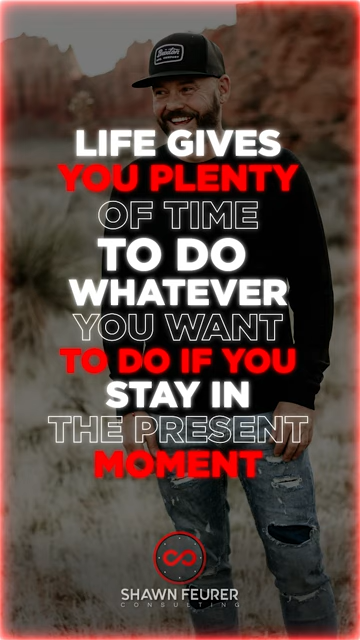 LIFE GIVES
YOU PLENTY
OF TIME
TO DO
WHATEVER
YOU WANT
TO DO IF YOU
STAY IN
THE PRESENT
MOMENT
SHAWN FEURER
CONSULTING